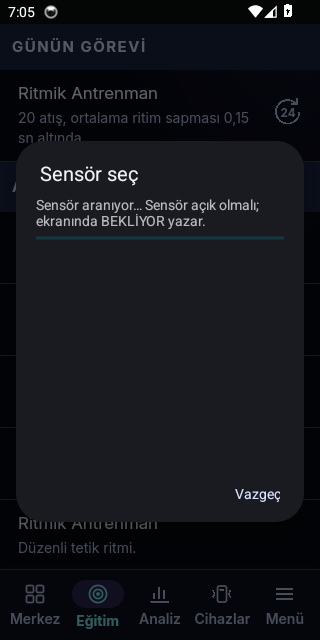 7:05
GÜNÜN GÖREVİ
Ritmik Antrenman
20 atış, ortalama ritim sapması 0,15
sn altında
24
Sensör seç
Sensör aranıyor... Sensör açık olmalı;
ekranında BEKLİYOR yazar.
Vazgeç
Ritmik Antrenman
Düzenli tetik ritmi.
Merkez
Eğitim
Analiz
Cihazlar
Menü